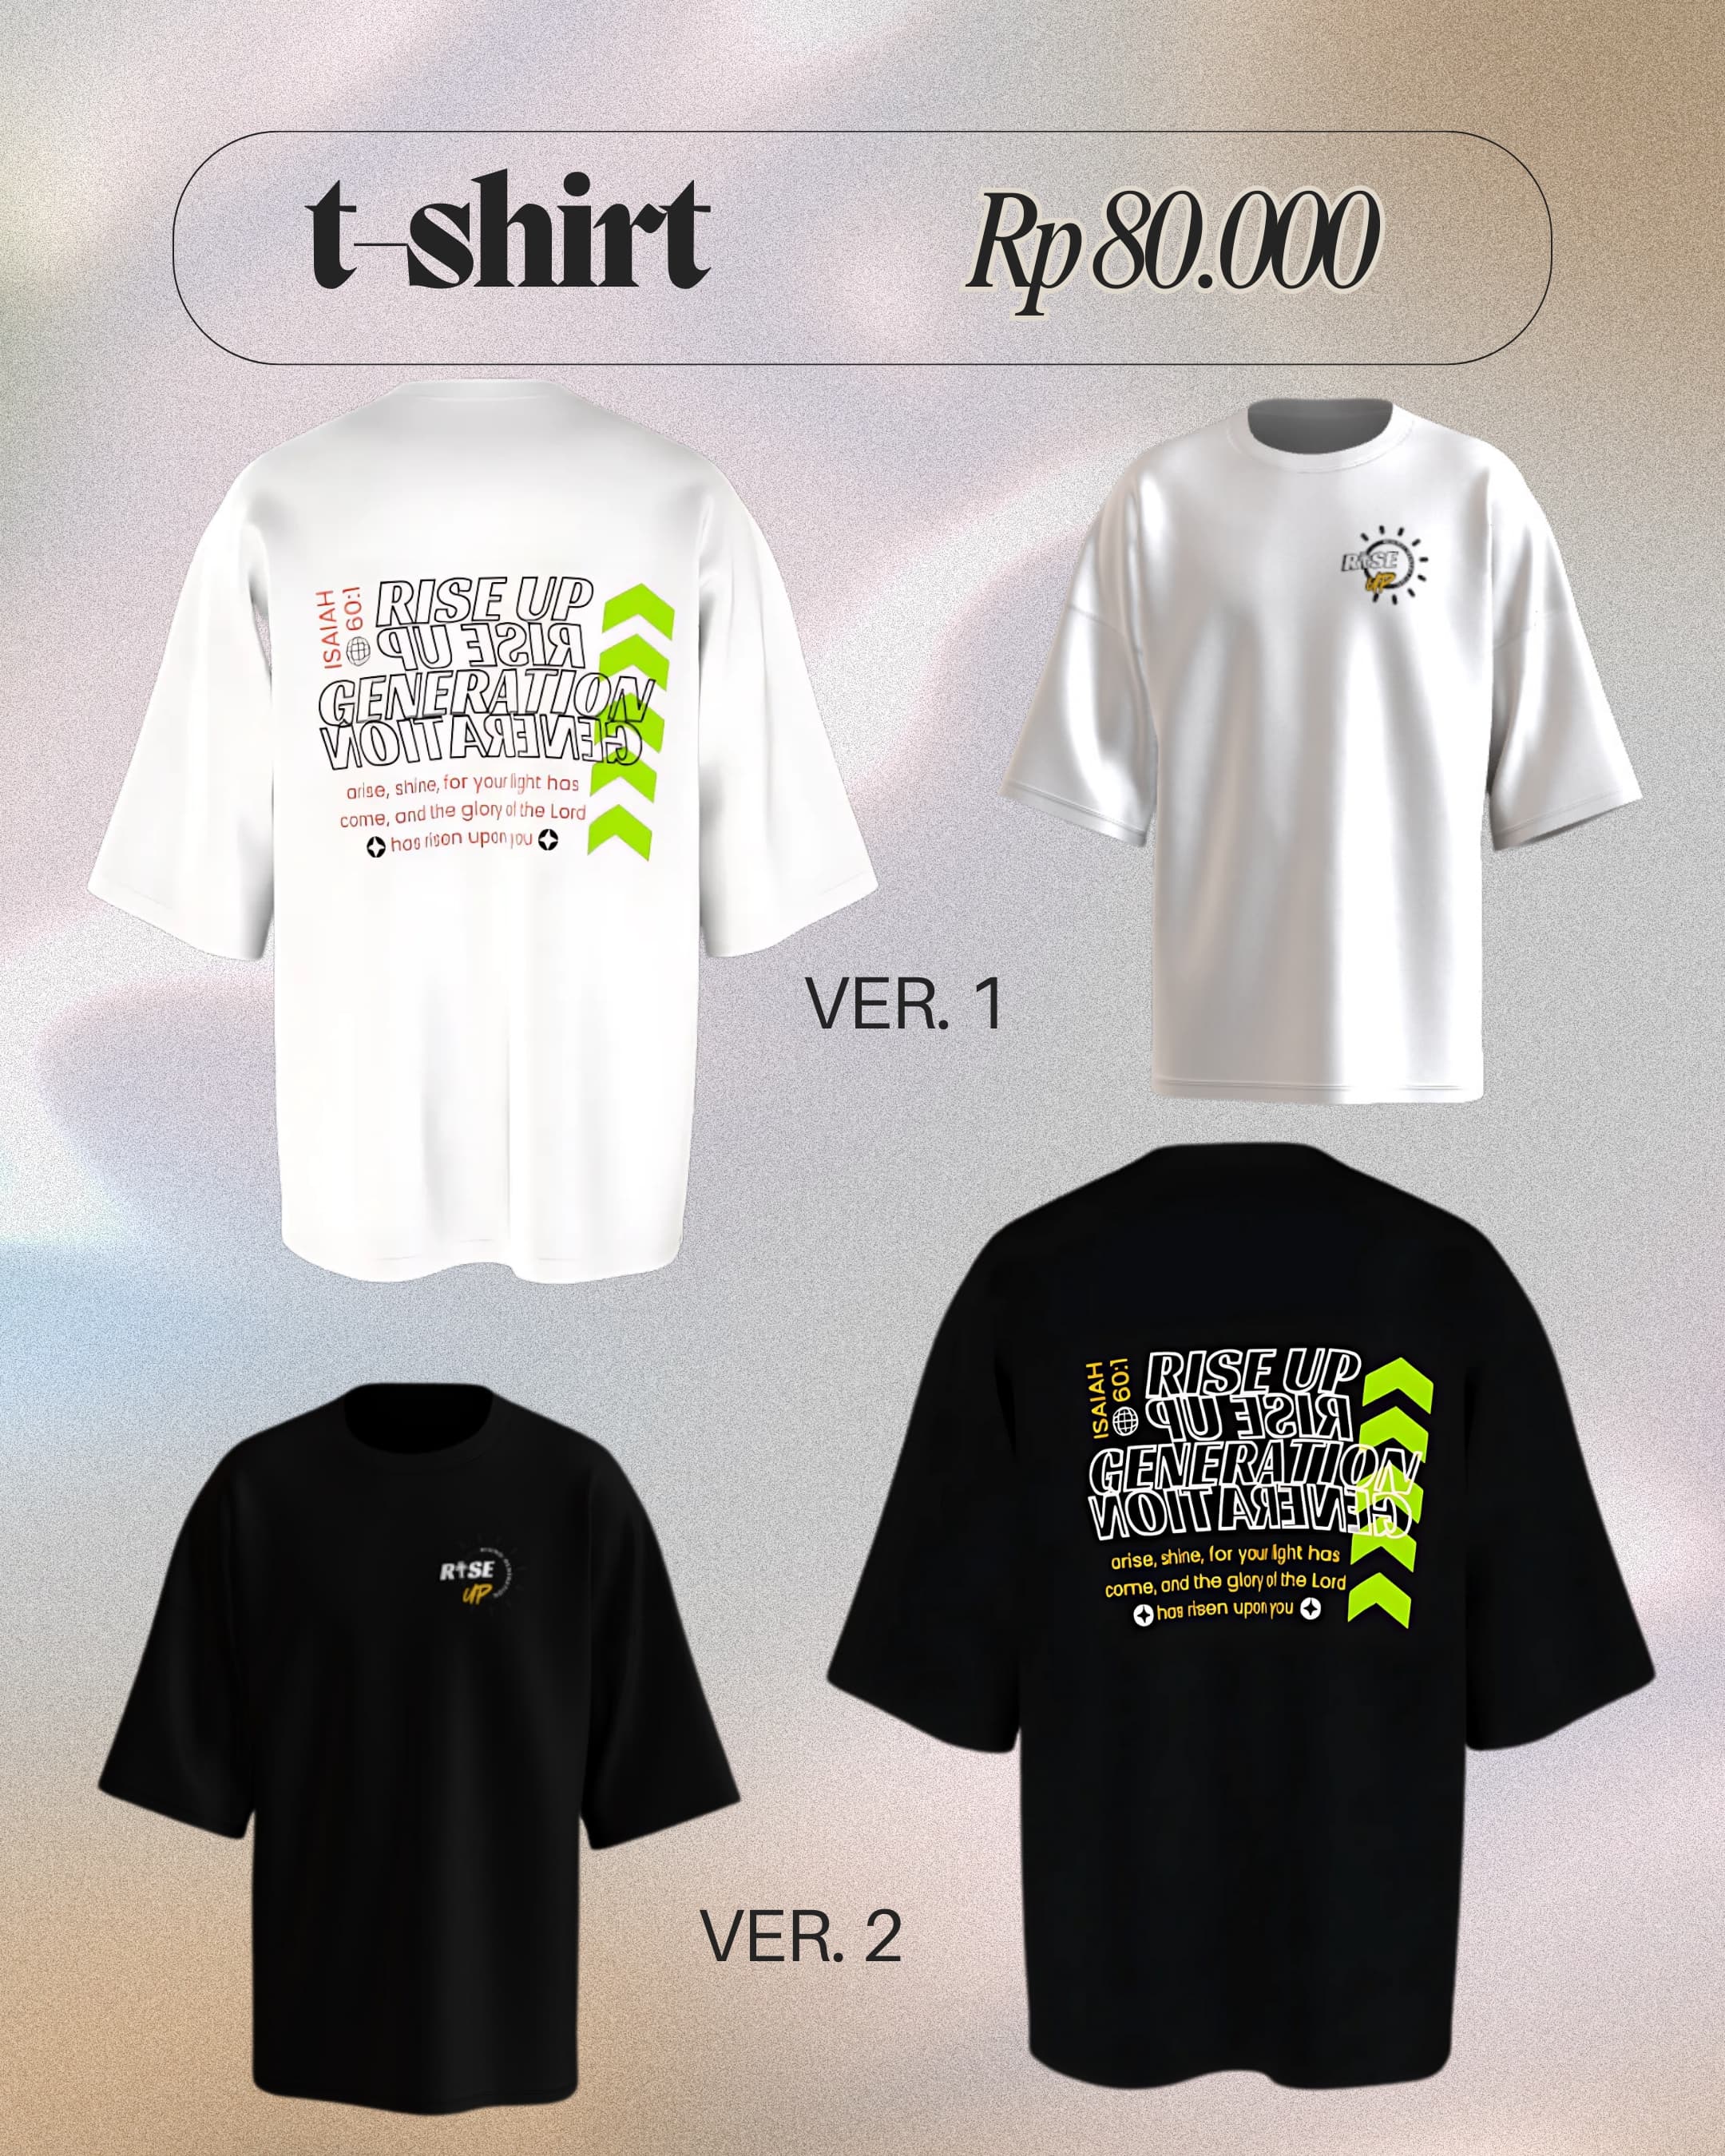 t-shirt
Rp 80.000
ISAIAH
60:1
RISE UP
RISE UP
GENERATION
GENERATION
arise, shine, for your light has
come, and the glory of the Lord
has risen upon you
RISE
UP
VER. 1
ISAIAH
60:1
RISE UP
RISE UP
GENERATION
GENERATION
arise, shine, for your light has
come, and the glory of the Lord
has risen upon you
RISE
UP
VER. 2